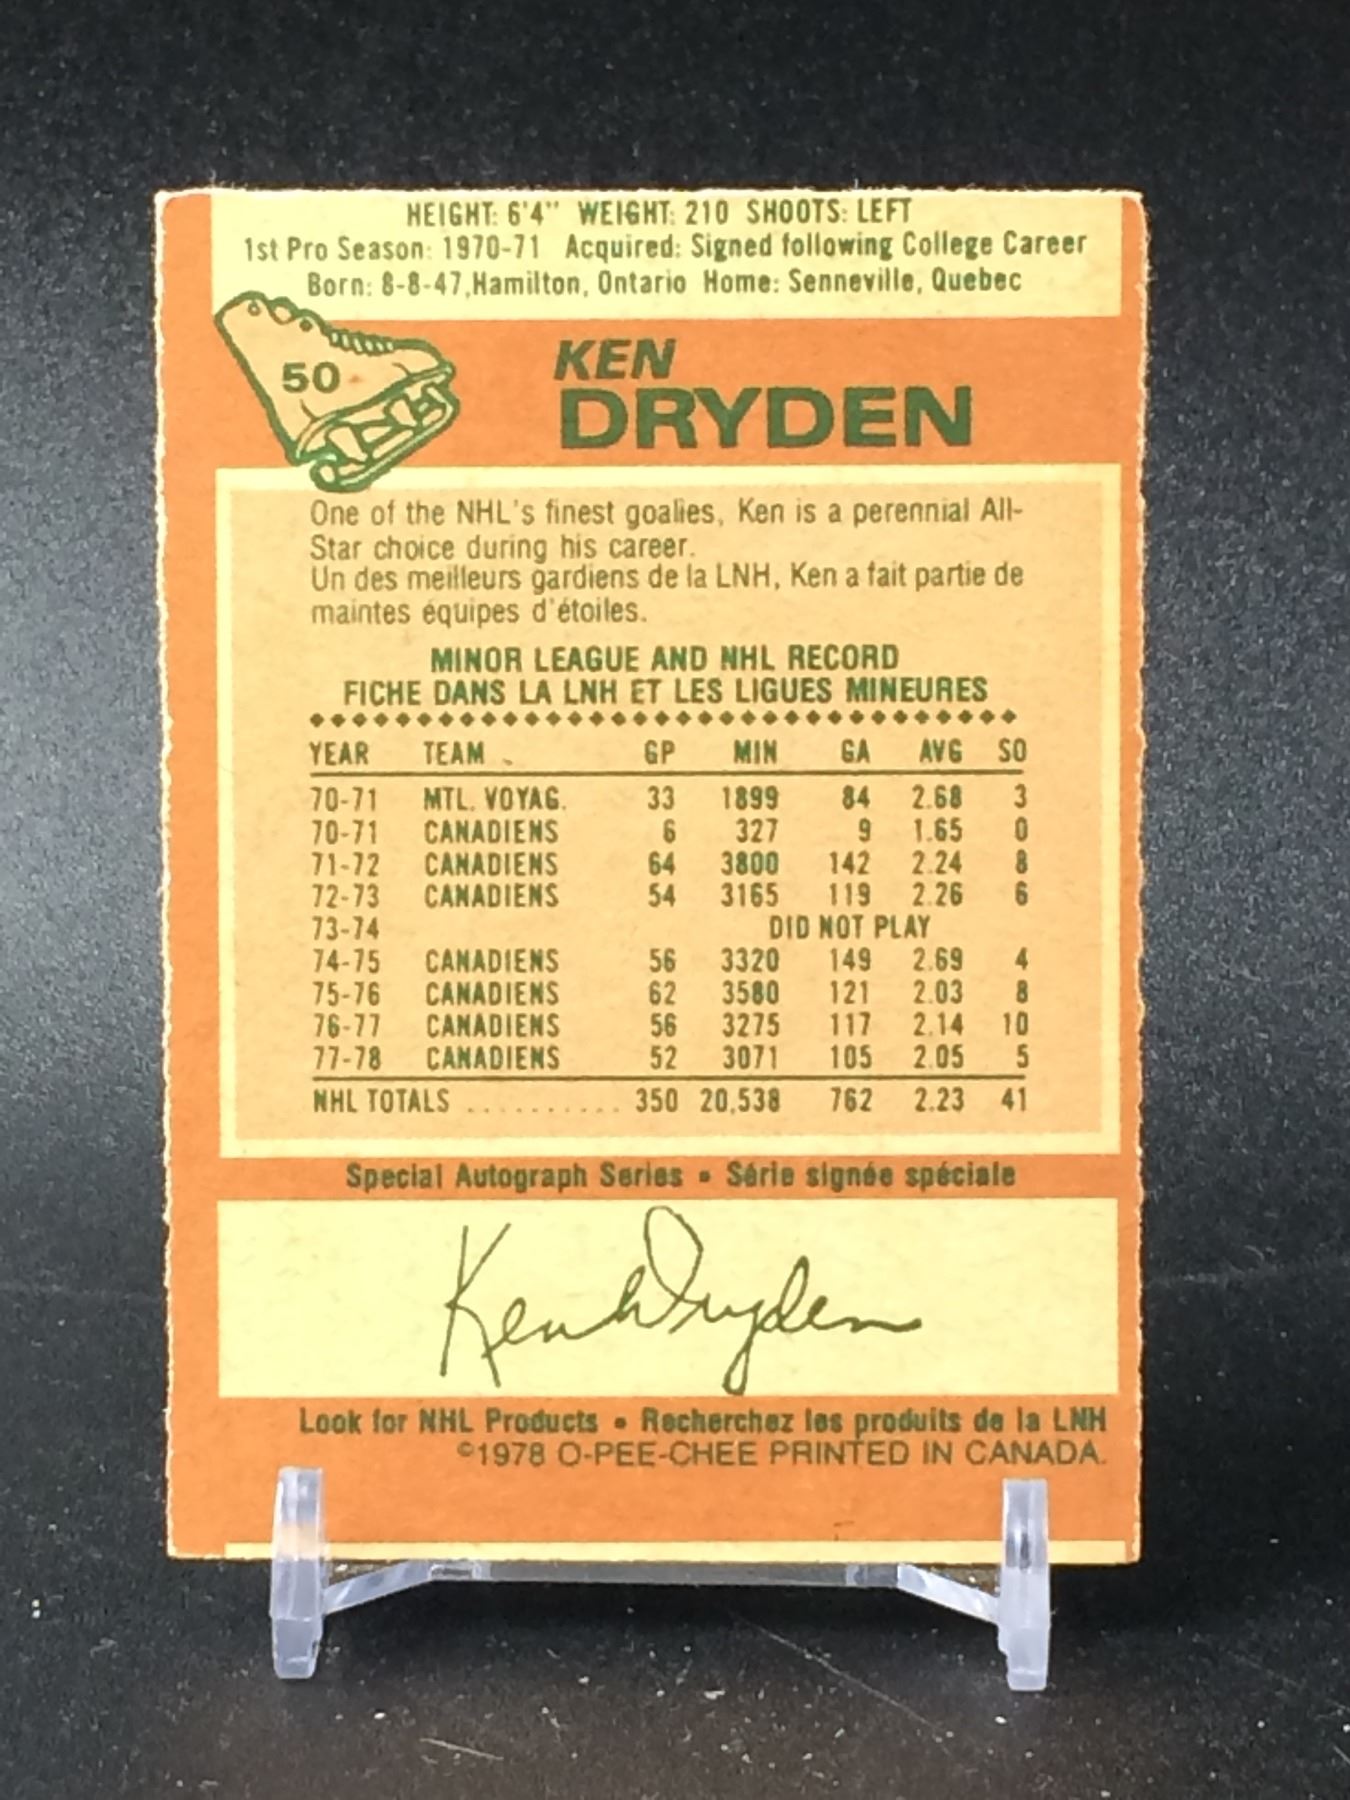 HEIGHT: 6'4" WEIGHT: 210 SHOOTS: LEFT
1st Pro Season: 1970-71 Acquired: Signed following College Career
Born: 8-8-47, Hamilton, Ontario Home: Senneville, Quebec
50
KEN
DRYDEN
One of the NHL's finest goalies, Ken is a perennial All-
Star choice during his career.
Un des meilleurs gardiens de la LNH, Ken a fait partie de
maintes équipes d'étoiles.
MINOR LEAGUE AND NHL RECORD
FICHE DANS LA LNH ET LES LIGUES MINEURES
YEAR TEAM GP MIN GA AVG SO
70-71 MTL. VOYAG. 33 1899 84 2.68 3
70-71 CANADIENS 6 327 9 1.65 0
71-72 CANADIENS 64 3800 142 2.24 8
72-73 CANADIENS 54 3165 119 2.26 6
73-74 DID NOT PLAY
74-75 CANADIENS 56 3320 149 2.69 4
75-76 CANADIENS 62 3580 121 2.03 8
76-77 CANADIENS 56 3275 117 2.14 10
77-78 CANADIENS 52 3071 105 2.05 5
NHL TOTALS .......... 350 20,538 762 2.23 41
Special Autograph Series • Série signée spéciale
Ken Dryden
Look for NHL Products • Recherchez les produits de la LNH
©1978 O-PEE-CHEE PRINTED IN CANADA.